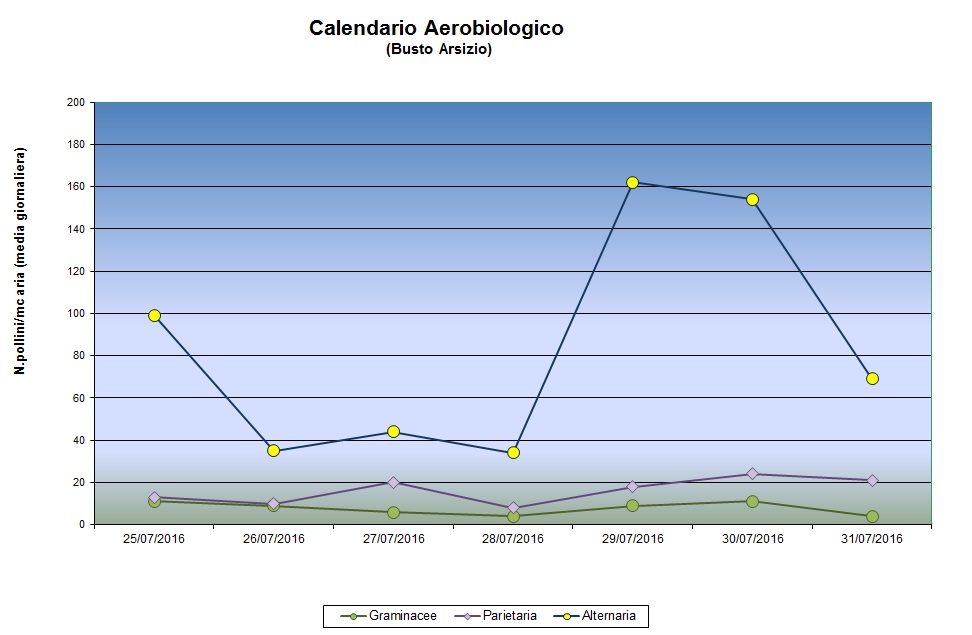 Calendario Aerobiologico
(Busto Arsizio)
N.pollini/mc aria (media giornaliera)
200
180
160
140
120
100
80
60
40
20
0
25/07/2016 26/07/2016 27/07/2016 28/07/2016 29/07/2016 30/07/2016 31/07/2016
Graminacee Parietaria Alternaria